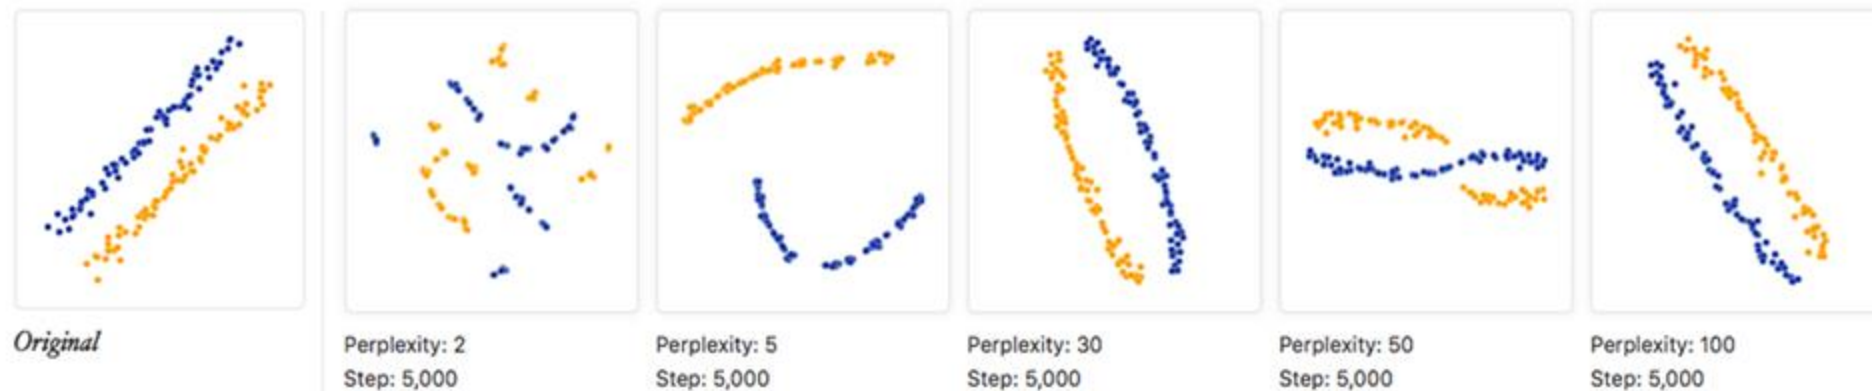 Original
Perplexity: 2
Step: 5,000
Perplexity: 5
Step: 5,000
Perplexity: 30
Step: 5,000
Perplexity: 50
Step: 5,000
Perplexity: 100
Step: 5,000